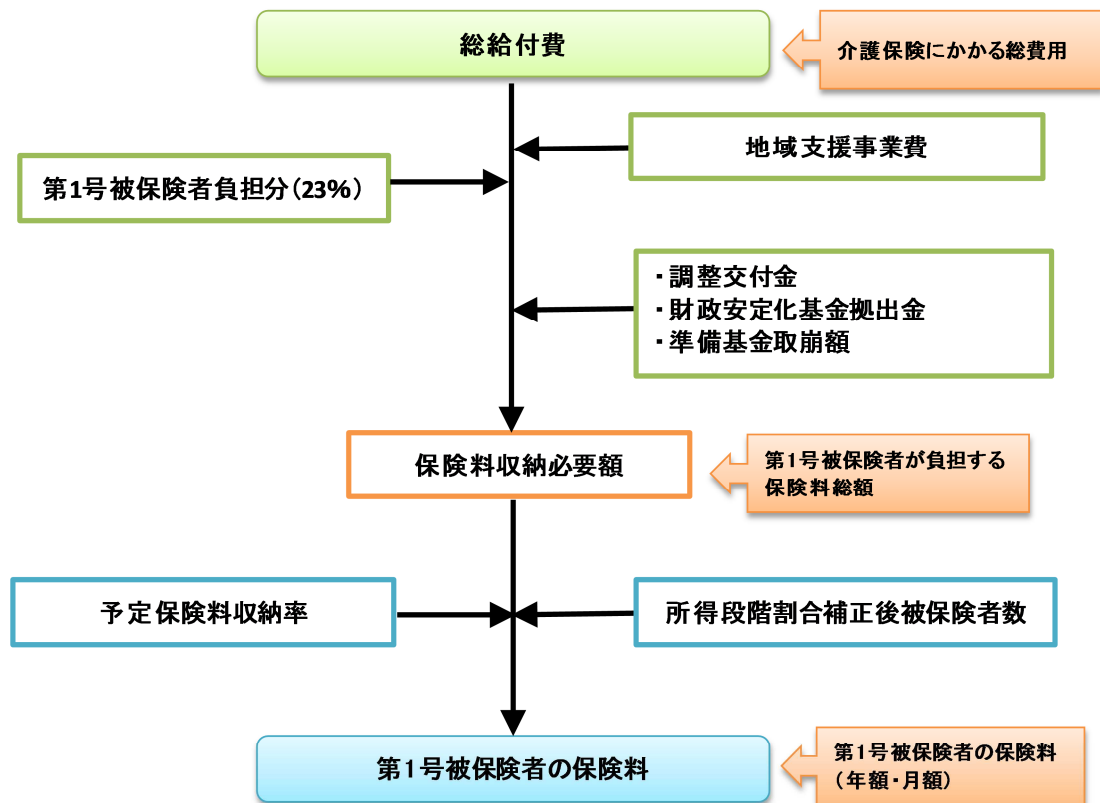 総給付費
介護保険にかかる総費用
地域支援事業費
第1号被保険者負担分(23%)
・調整交付金
・財政安定化基金拠出金
・準備基金取崩額
保険料収納必要額
第1号被保険者が負担する
保険料総額
予定保険料収納率
所得段階割合補正後被保険者数
第1号被保険者の保険料
第1号被保険者の保険料
(年額・月額)